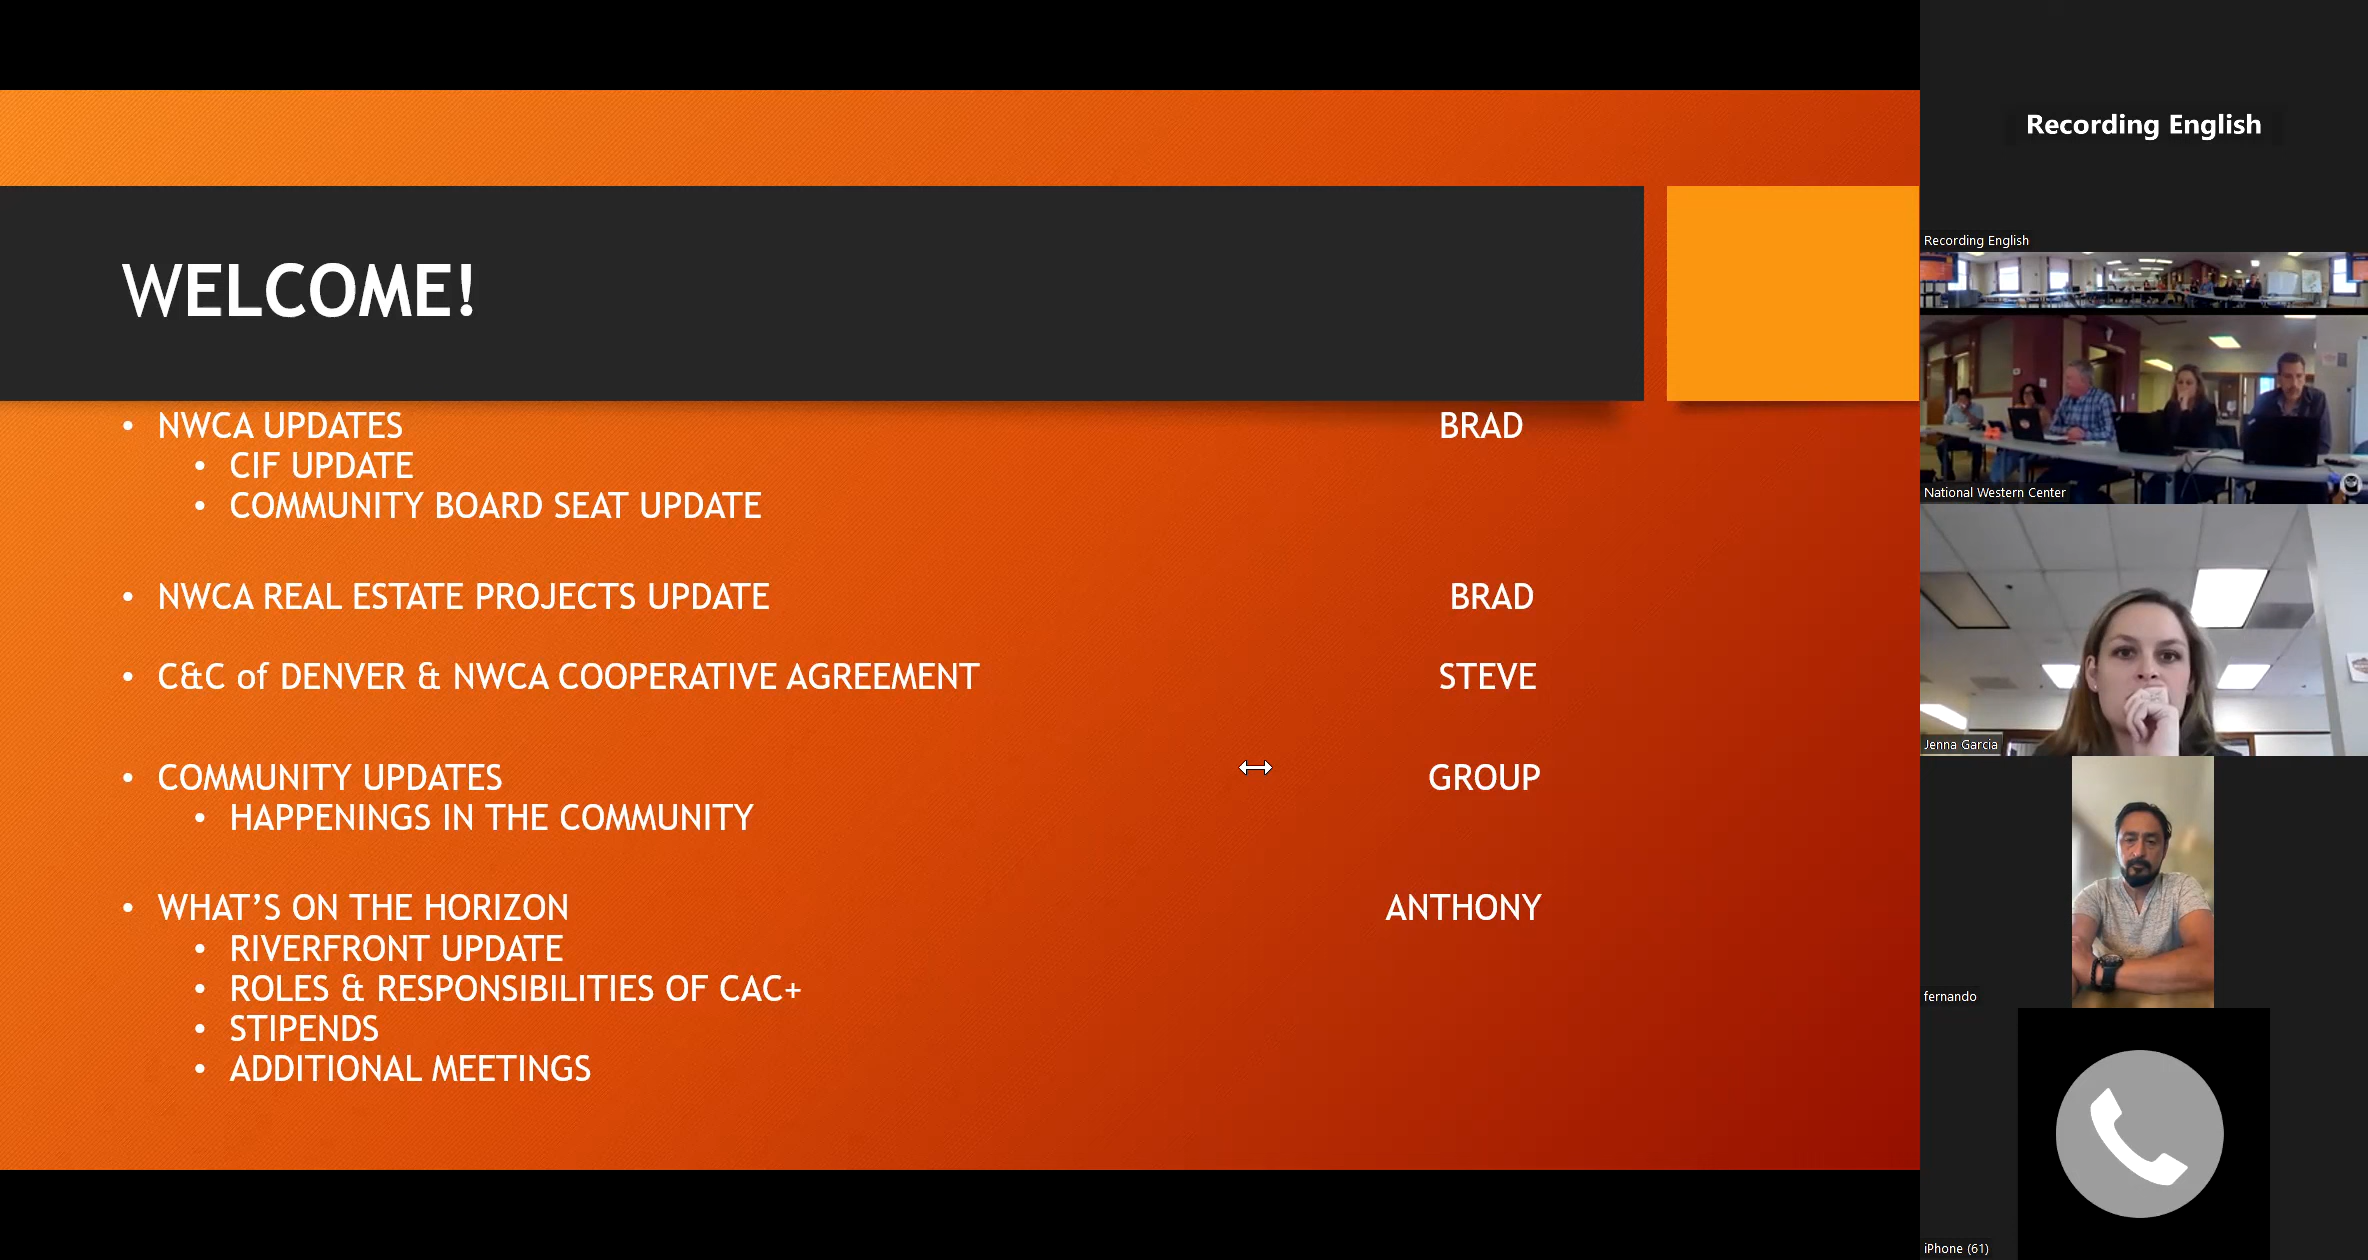 WELCOME!
• NWCA UPDATES BRAD
• CIF UPDATE
• COMMUNITY BOARD SEAT UPDATE
• NWCA REAL ESTATE PROJECTS UPDATE BRAD
• C&C of DENVER & NWCA COOPERATIVE AGREEMENT STEVE
• COMMUNITY UPDATES GROUP
• HAPPENINGS IN THE COMMUNITY
• WHAT’S ON THE HORIZON ANTHONY
• RIVERFRONT UPDATE
• ROLES & RESPONSIBILITIES OF CAC+
• STIPENDS
• ADDITIONAL MEETINGS
Recording English
Recording English
National Western Center
Jenna Garcia
fernando
iPhone (61)